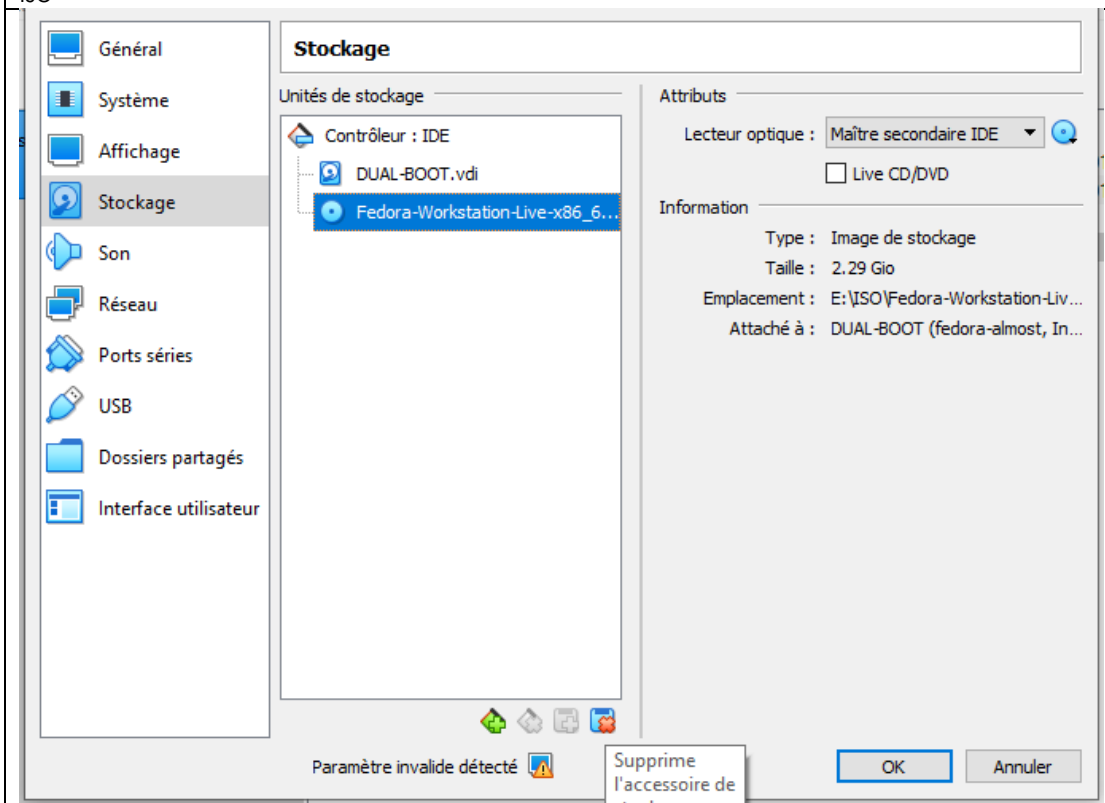 Général
Système
Affichage
Stockage
Son
Réseau
Ports séries
USB
Dossiers partagés
Interface utilisateur
Stockage
Unités de stockage
Contrôleur : IDE
DUAL-BOOT.vdi
Fedora-Workstation-Live-x86_6...
Attributs
Lecteur optique : Maître secondaire IDE
Live CD/DVD
Information
Type : Image de stockage
Taille : 2.29 Gio
Emplacement : E:\ISO\Fedora-Workstation-Liv...
Attaché à : DUAL-BOOT (fedora-almost, In...
Paramètre invalide détecté
Supprime
l'accessoire de
OK
Annuler